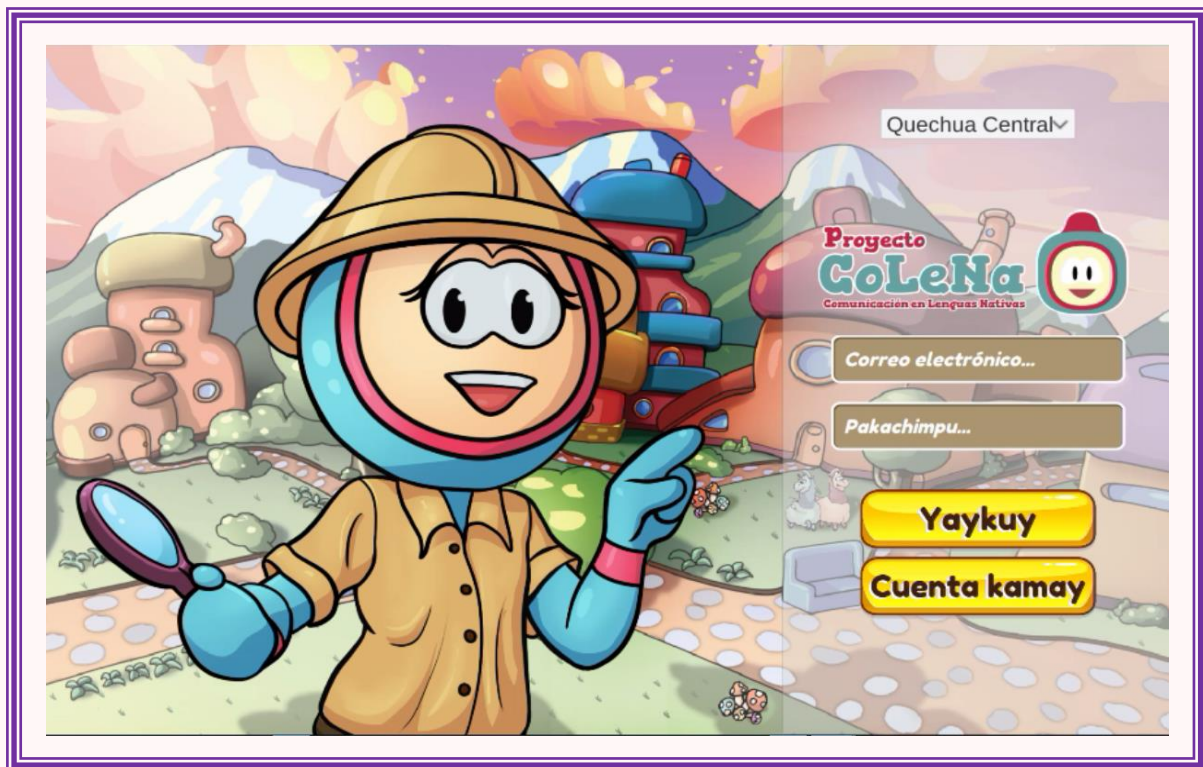 Quechua Central
Proyecto
CoLeNa
Comunicación en Lenguas Nativas
Correo electrónico...
Pakachimpu...
Yaykuy
Cuenta kamay